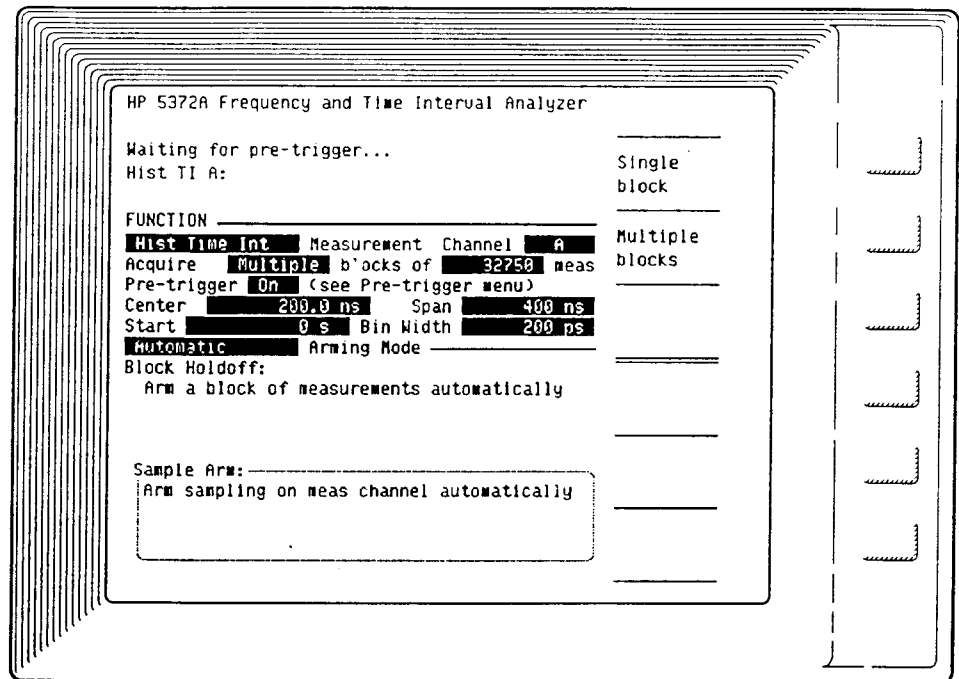 HP 5372A Frequency and Time Interval Analyzer
Waiting for pre-trigger...
Hist TI A:
FUNCTION
Hist Time Int Measurement Channel A
Acquire Multiple blocks of 32750 meas
Pre-trigger On (see Pre-trigger menu)
Center 200.0 ns Span 400 ns
Start 0 s Bin Width 200 ps
Automatic Arming Mode
Block Holdoff:
Arm a block of measurements automatically
Sample Arm:
Arm sampling on meas channel automatically
Single
block
Multiple
blocks